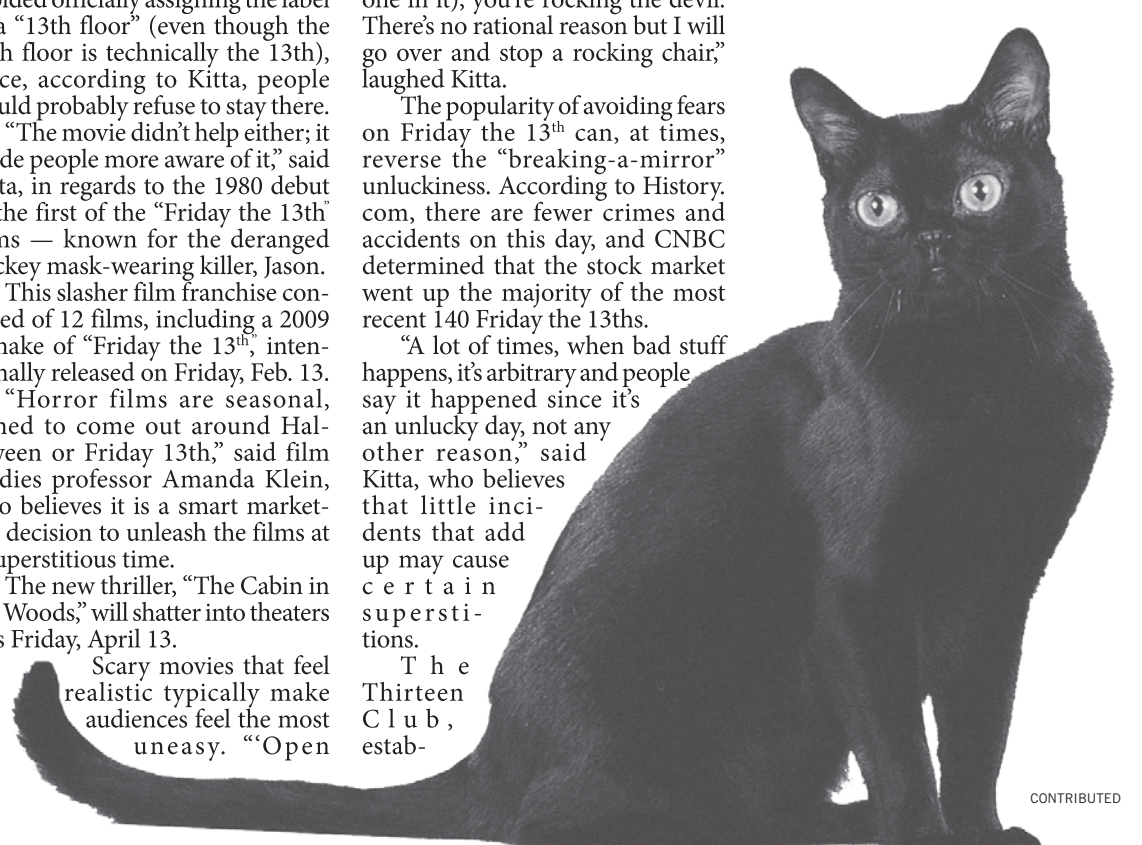 a “13th floor” (even though the
h floor is technically the 13th),
ce, according to Kitta, people
uld probably refuse to stay there.
“The movie didn’t help either; it
de people more aware of it,” said
ta, in regards to the 1980 debut
the first of the “Friday the 13th”
ms — known for the deranged
ckey mask-wearing killer, Jason.
This slasher film franchise con-
ed of 12 films, including a 2009
make of “Friday the 13th”, inten-
nally released on Friday, Feb. 13.
“Horror films are seasonal,
ned to come out around Hal-
ween or Friday 13th,” said film
dies professor Amanda Klein,
o believes it is a smart market-
decision to unleash the films at
uperstitious time.
The new thriller, “The Cabin in
Woods,” will shatter into theaters
s Friday, April 13.
Scary movies that feel
realistic typically make
audiences feel the most
uneasy. “‘Open
one in it), you’re rocking the devil.
There’s no rational reason but I will
go over and stop a rocking chair,”
laughed Kitta.
The popularity of avoiding fears
on Friday the 13th can, at times,
reverse the “breaking-a-mirror”
unluckiness. According to History.
com, there are fewer crimes and
accidents on this day, and CNBC
determined that the stock market
went up the majority of the most
recent 140 Friday the 13ths.
“A lot of times, when bad stuff
happens, it’s arbitrary and people
say it happened since it’s
an unlucky day, not any
other reason,” said
Kitta, who believes
that little inci-
dents that add
up may cause
certain
supersti-
tions.
The
Thirteen
Club,
estab-
CONTRIBUTED